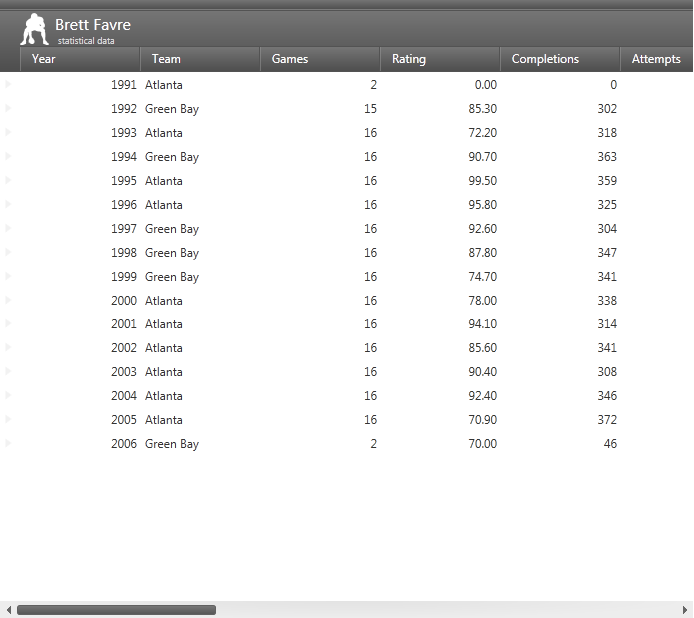 Brett Favre
statistical data
Year Team Games Rating Completions Attempts
1991 Atlanta 2 0.00 0
1992 Green Bay 15 85.30 302
1993 Atlanta 16 72.20 318
1994 Green Bay 16 90.70 363
1995 Atlanta 16 99.50 359
1996 Atlanta 16 95.80 325
1997 Green Bay 16 92.60 304
1998 Green Bay 16 87.80 347
1999 Green Bay 16 74.70 341
2000 Atlanta 16 78.00 338
2001 Atlanta 16 94.10 314
2002 Atlanta 16 85.60 341
2003 Atlanta 16 90.40 308
2004 Atlanta 16 92.40 346
2005 Atlanta 16 70.90 372
2006 Green Bay 2 70.00 46